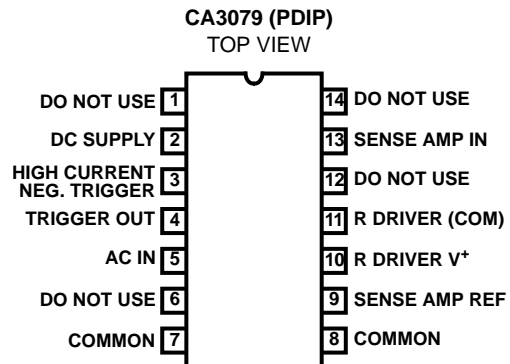 CA3079 (PDIP)
TOP VIEW
DO NOT USE 1
14 DO NOT USE
DC SUPPLY 2
13 SENSE AMP IN
HIGH CURRENT
NEG. TRIGGER 3
12 DO NOT USE
TRIGGER OUT 4
11 R DRIVER (COM)
AC IN 5
10 R DRIVER V+
DO NOT USE 6
9 SENSE AMP REF
COMMON 7
8 COMMON